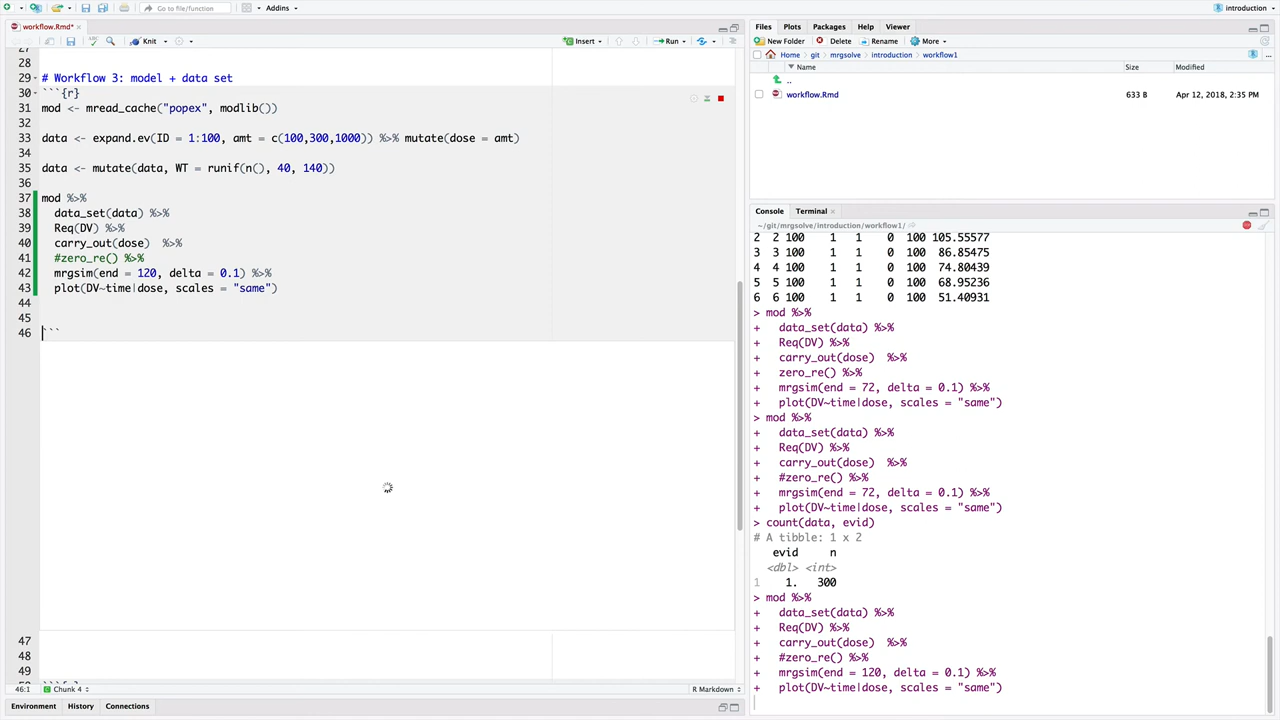 Go to file/function
Addins
introduction
workflow.Rmd*
Knit
Insert
Run
27
28
29 # Workflow 3: model + data set
30 ```{r}
31 mod <- mread_cache("popex", modlib())
32
33 data <- expand.ev(ID = 1:100, amt = c(100,300,1000)) %>% mutate(dose = amt)
34
35 data <- mutate(data, WT = runif(n(), 40, 140))
36
37 mod %>%
38   data_set(data) %>%
39   Req(DV) %>%
40   carry_out(dose)  %>%
41   #zero_re() %>%
42   mrgsim(end = 120, delta = 0.1) %>%
43   plot(DV~time|dose, scales = "same")
44
45
46 ```
47
48
49
46:1 Chunk 4 R Markdown
Environment History Connections
Files Plots Packages Help Viewer
New Folder Delete Rename More
Home git mrgsolve introduction workflow1
Name Size Modified
..
workflow.Rmd 633 B Apr 12, 2018, 2:35 PM
Console Terminal
~/git/mrgsolve/introduction/workflow1/
2  2 100    1   1    0  100 105.55577
3  3 100    1   1    0  100  86.85475
4  4 100    1   1    0  100  74.80439
5  5 100    1   1    0  100  68.95236
6  6 100    1   1    0  100  51.40931
> mod %>%
+   data_set(data) %>%
+   Req(DV) %>%
+   carry_out(dose)  %>%
+   zero_re() %>%
+   mrgsim(end = 72, delta = 0.1) %>%
+   plot(DV~time|dose, scales = "same")
> mod %>%
+   data_set(data) %>%
+   Req(DV) %>%
+   carry_out(dose)  %>%
+   #zero_re() %>%
+   mrgsim(end = 72, delta = 0.1) %>%
+   plot(DV~time|dose, scales = "same")
> count(data, evid)
# A tibble: 1 x 2
   evid     n
  <dbl> <int>
1    1.   300
> mod %>%
+   data_set(data) %>%
+   Req(DV) %>%
+   carry_out(dose)  %>%
+   #zero_re() %>%
+   mrgsim(end = 120, delta = 0.1) %>%
+   plot(DV~time|dose, scales = "same")